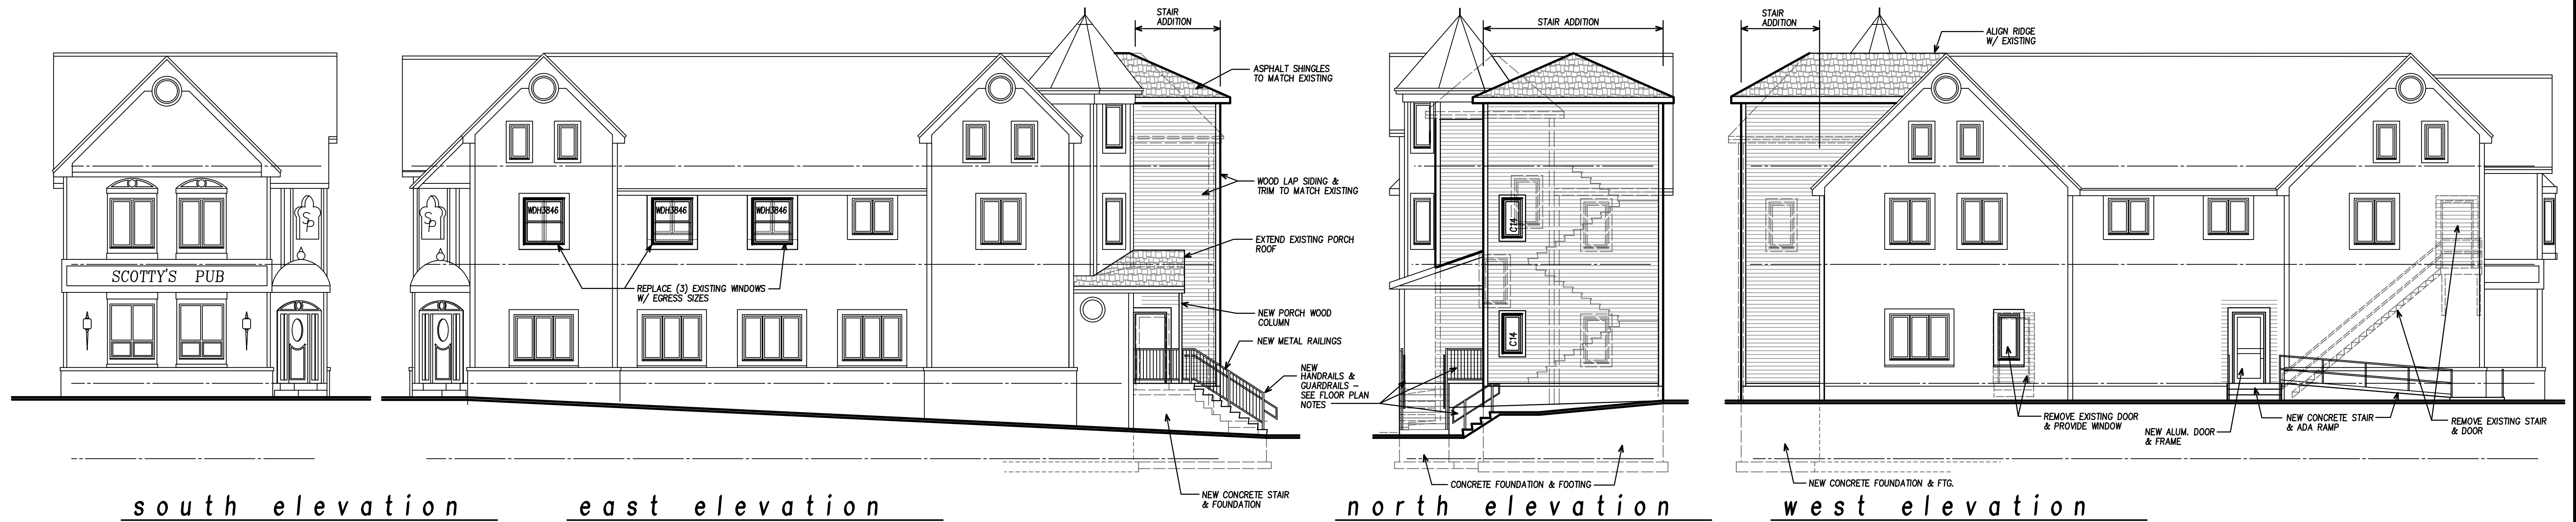 STAIR
ADDITION
ASPHALT SHINGLES
TO MATCH EXISTING
WOOD LAP SIDING &
TRIM TO MATCH EXISTING
EXTEND EXISTING PORCH
ROOF
NEW PORCH WOOD
COLUMN
NEW METAL RAILINGS
NEW
HANDRAILS &
GUARDRAILS –
SEE FLOOR PLAN
NOTES
SP
SCOTTY'S PUB
SP
WDH3846
WDH3846
WDH3846
REPLACE (3) EXISTING WINDOWS
W/ EGRESS SIZES
NEW CONCRETE STAIR
& FOUNDATION
STAIR ADDITION
C14
C14
CONCRETE FOUNDATION & FOOTING
STAIR
ADDITION
ALIGN RIDGE
W/ EXISTING
REMOVE EXISTING DOOR
& PROVIDE WINDOW
NEW ALUM. DOOR
& FRAME
NEW CONCRETE STAIR
& ADA RAMP
REMOVE EXISTING STAIR
& DOOR
NEW CONCRETE FOUNDATION & FTG.
south elevation
east elevation
north elevation
west elevation